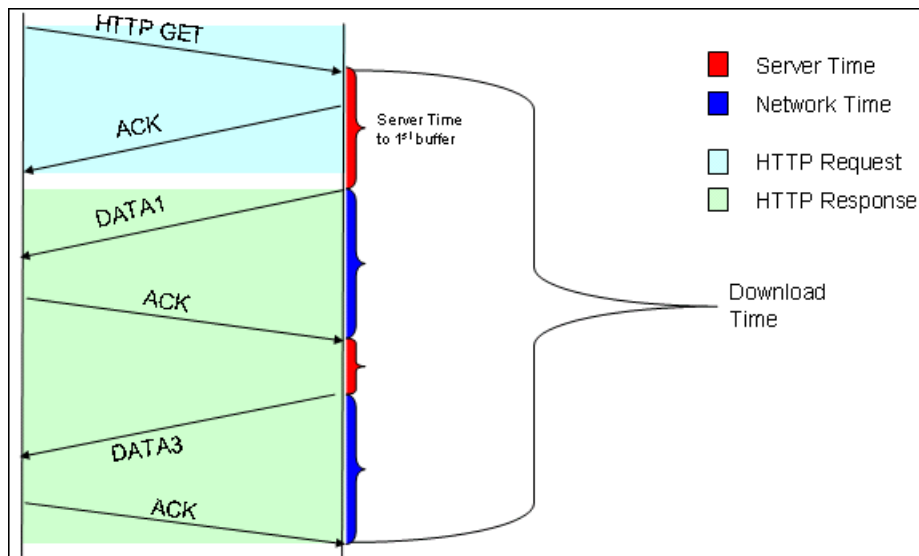 HTTP GET
ACK
DATA1
ACK
DATA3
ACK
Server Time
to 1st buffer
Download
Time
Server Time
Network Time
HTTP Request
HTTP Response